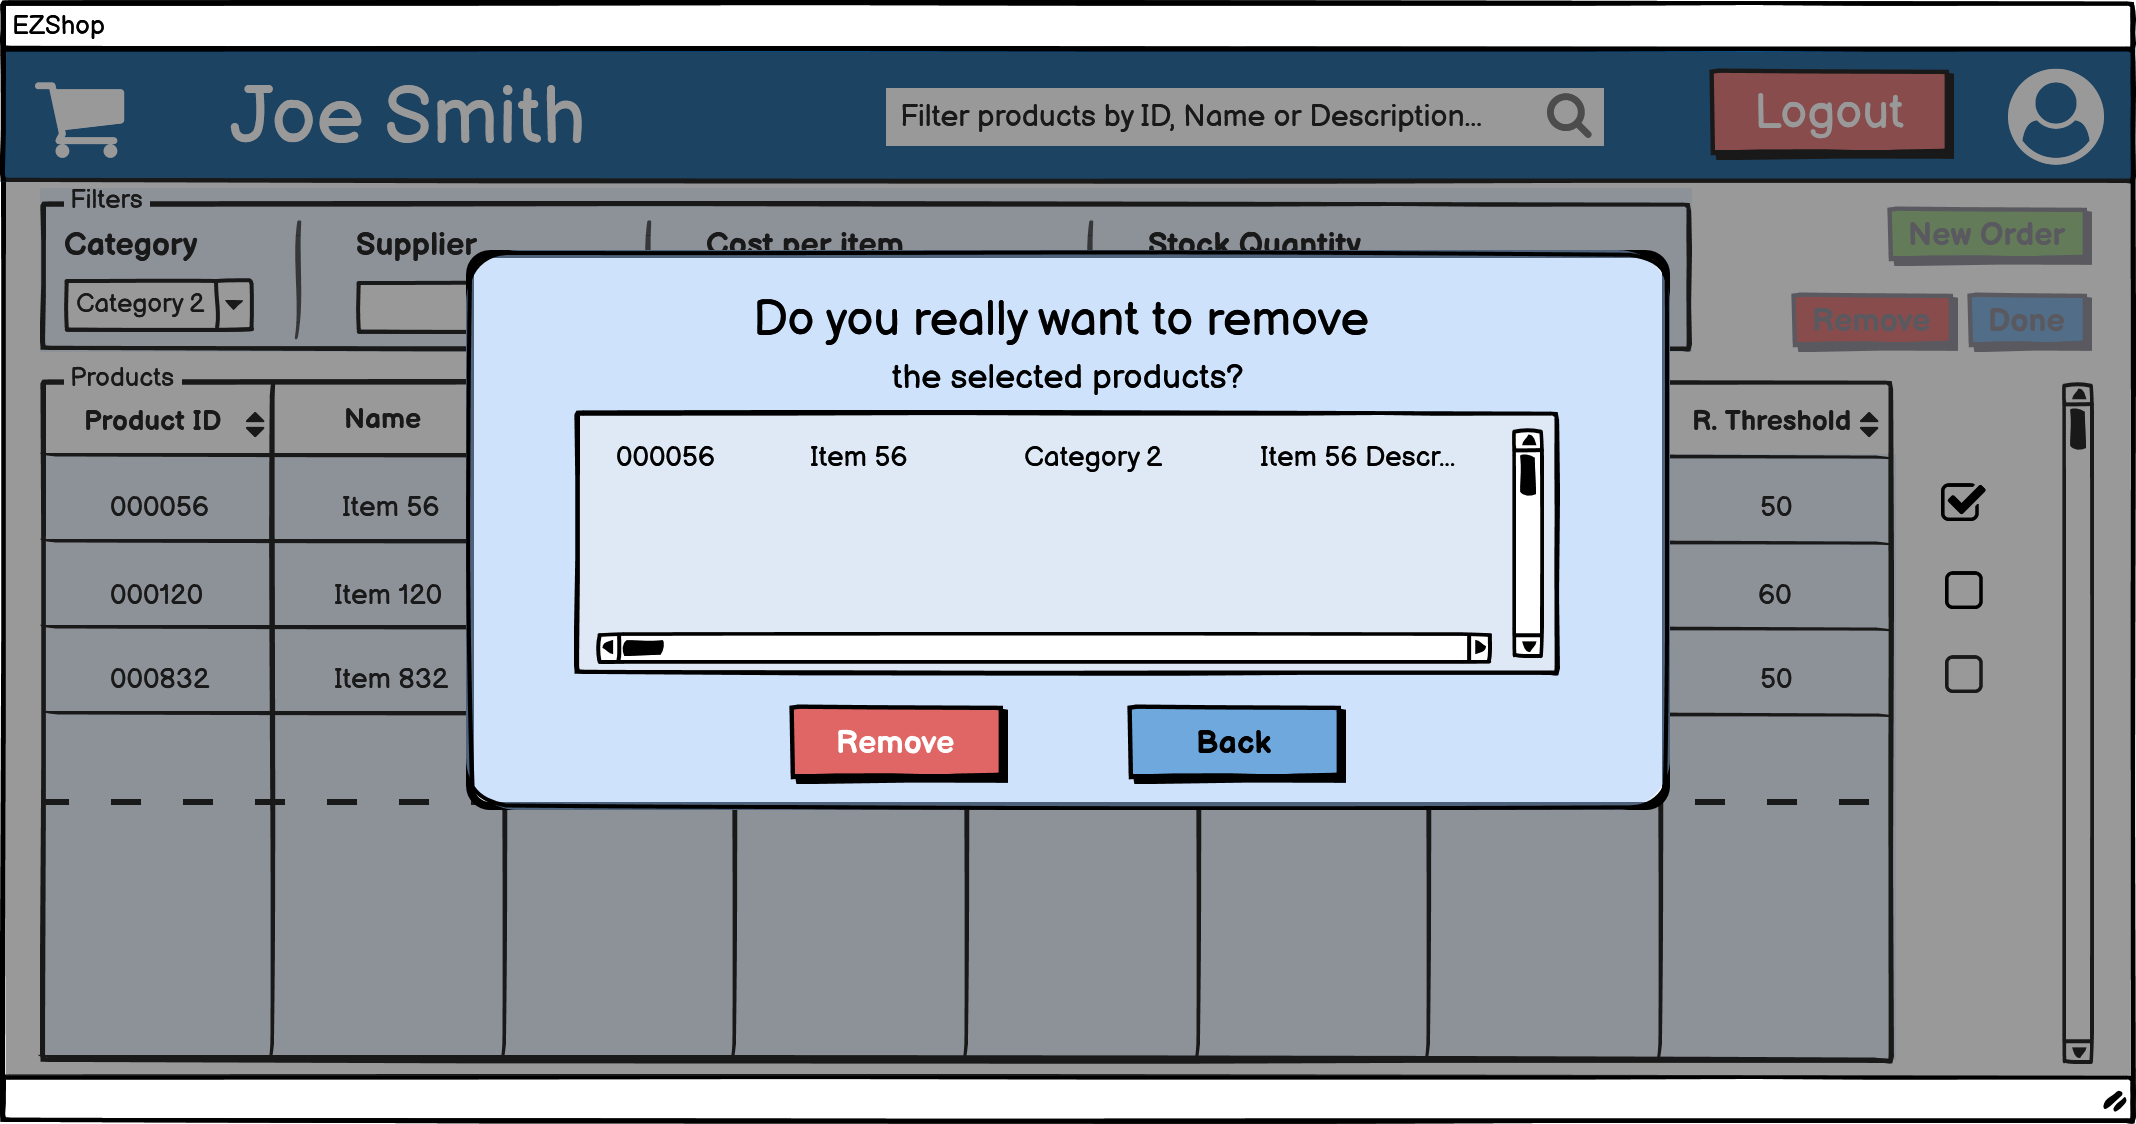 EZShop
Joe Smith
Filter products by ID, Name or Description...
Logout
Filters
Category
Supplier
Cost per item
Stock Quantity
New Order
Category 2
Remove
Done
Products
Product ID
Name
R. Threshold
000056
Item 56
50
000120
Item 120
60
000832
Item 832
50
Do you really want to remove
the selected products?
000056 Item 56 Category 2 Item 56 Descr...
Remove
Back